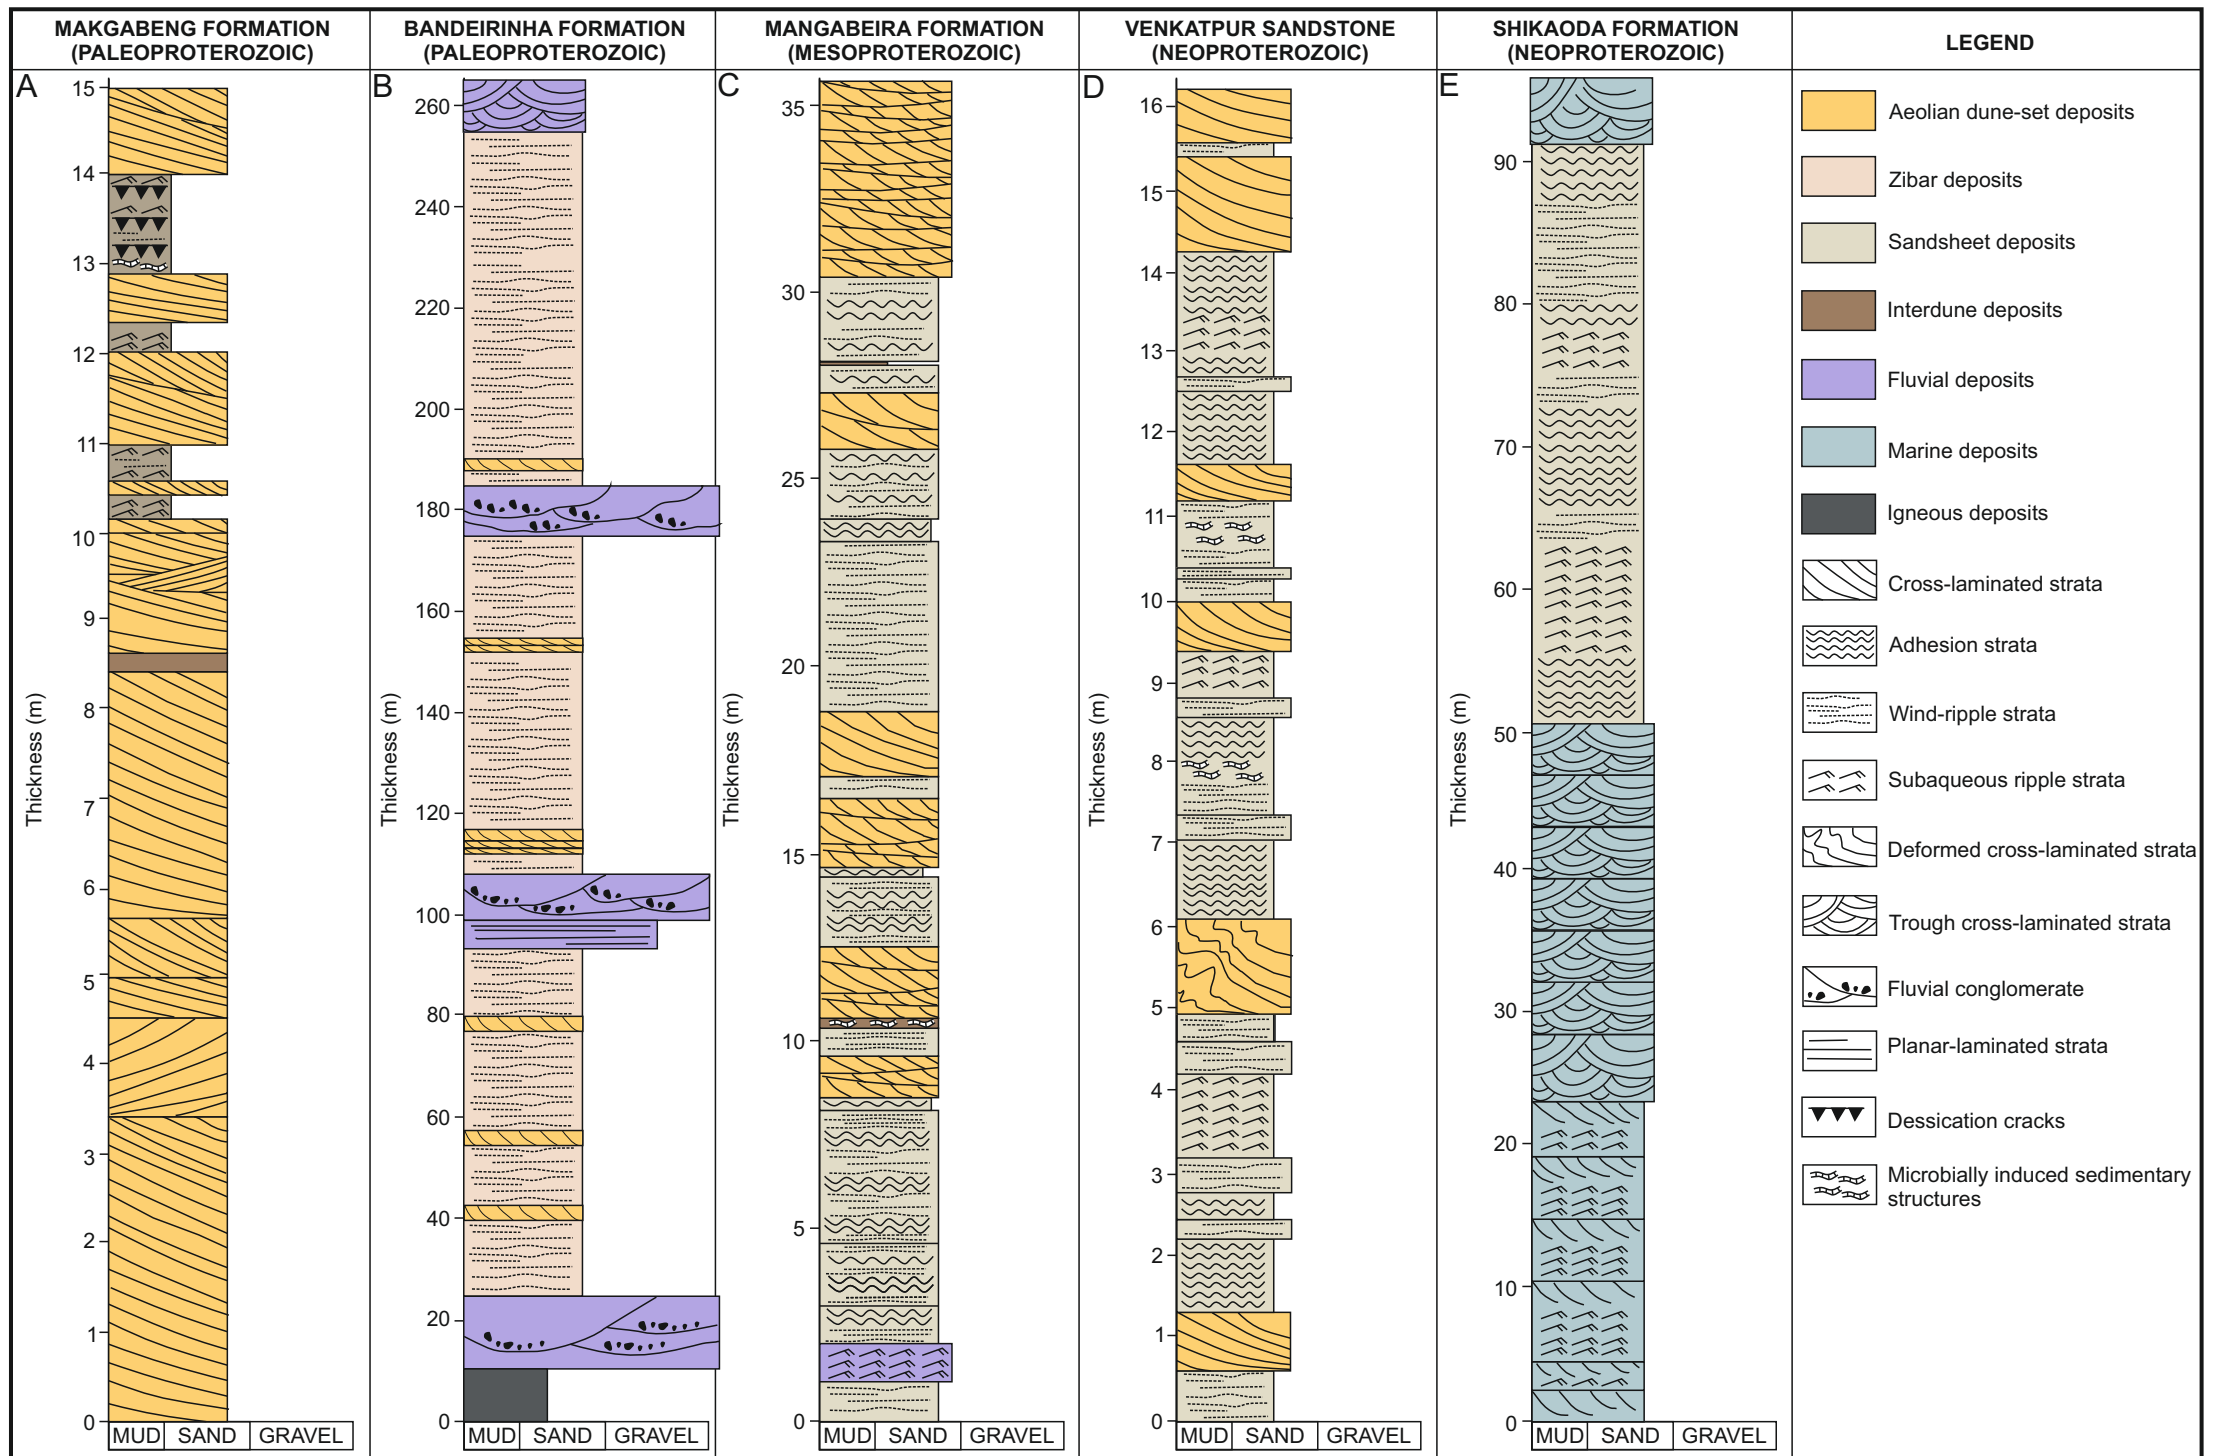 MAKGABENG FORMATION
(PALEOPROTEROZOIC)
BANDEIRINHA FORMATION
(PALEOPROTEROZOIC)
MANGABEIRA FORMATION
(MESOPROTEROZOIC)
VENKATPUR SANDSTONE
(NEOPROTEROZOIC)
SHIKAODA FORMATION
(NEOPROTEROZOIC)
LEGEND
A
15
14
13
12
11
10
9
8
7
6
5
4
3
2
1
0
Thickness (m)
MUD SAND GRAVEL
B
260
240
220
200
180
160
140
120
100
80
60
40
20
0
Thickness (m)
MUD SAND GRAVEL
C
35
30
25
20
15
10
5
0
Thickness (m)
MUD SAND GRAVEL
D
16
15
14
13
12
11
10
9
8
7
6
5
4
3
2
1
0
Thickness (m)
MUD SAND GRAVEL
E
90
80
70
60
50
40
30
20
10
0
Thickness (m)
MUD SAND GRAVEL
Aeolian dune-set deposits
Zibar deposits
Sandsheet deposits
Interdune deposits
Fluvial deposits
Marine deposits
Igneous deposits
Cross-laminated strata
Adhesion strata
Wind-ripple strata
Subaqueous ripple strata
Deformed cross-laminated strata
Trough cross-laminated strata
Fluvial conglomerate
Planar-laminated strata
Dessication cracks
Microbially induced sedimentary
structures